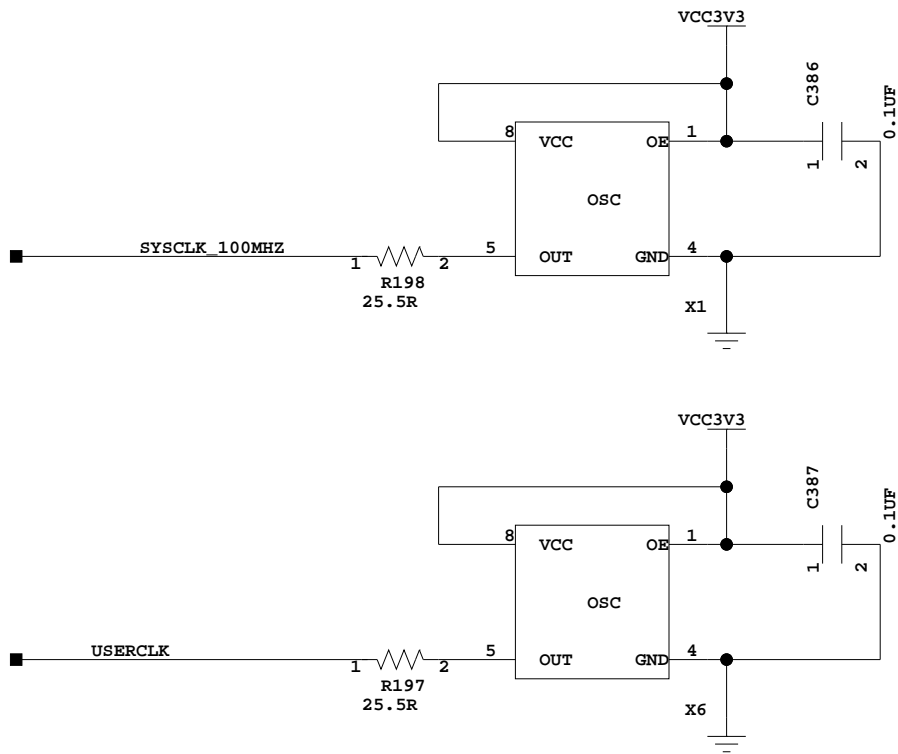 VCC3V3
C386
0.1UF
8 VCC OE 1
1 2
OSC
SYSCLK_100MHZ
1 2 5 OUT GND 4
R198
25.5R
X1
VCC3V3
C387
0.1UF
8 VCC OE 1
1 2
OSC
USERCLK
1 2 5 OUT GND 4
R197
25.5R
X6